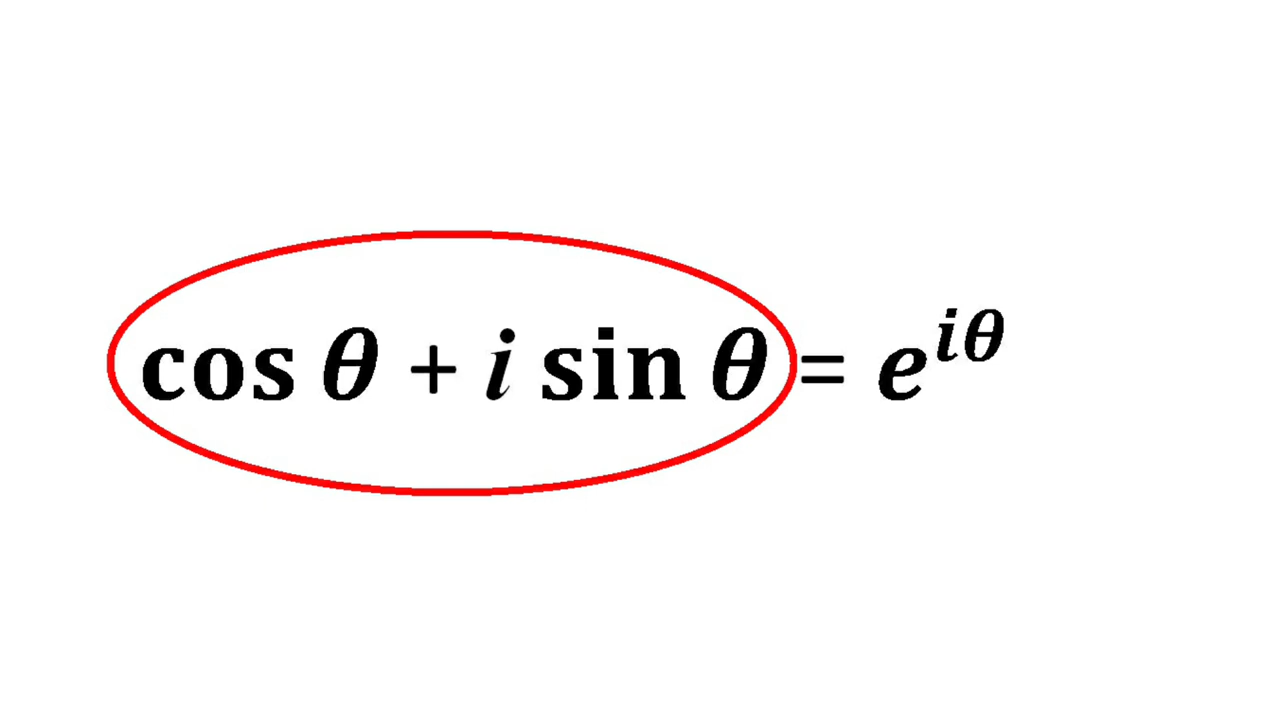 cos θ + i sin θ = e^{iθ}